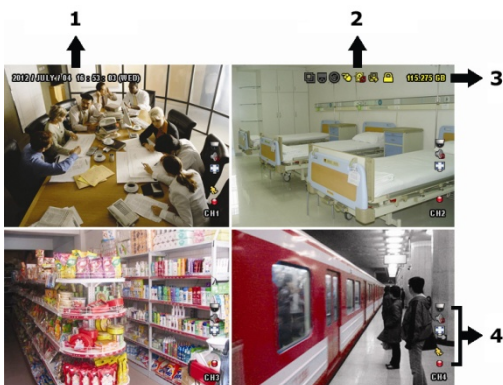 1
2
2012 / JULY / 04 16 : 53 : 03 (WED)
115.275 GB
3
CH1
CH2
4
CH3
CH4